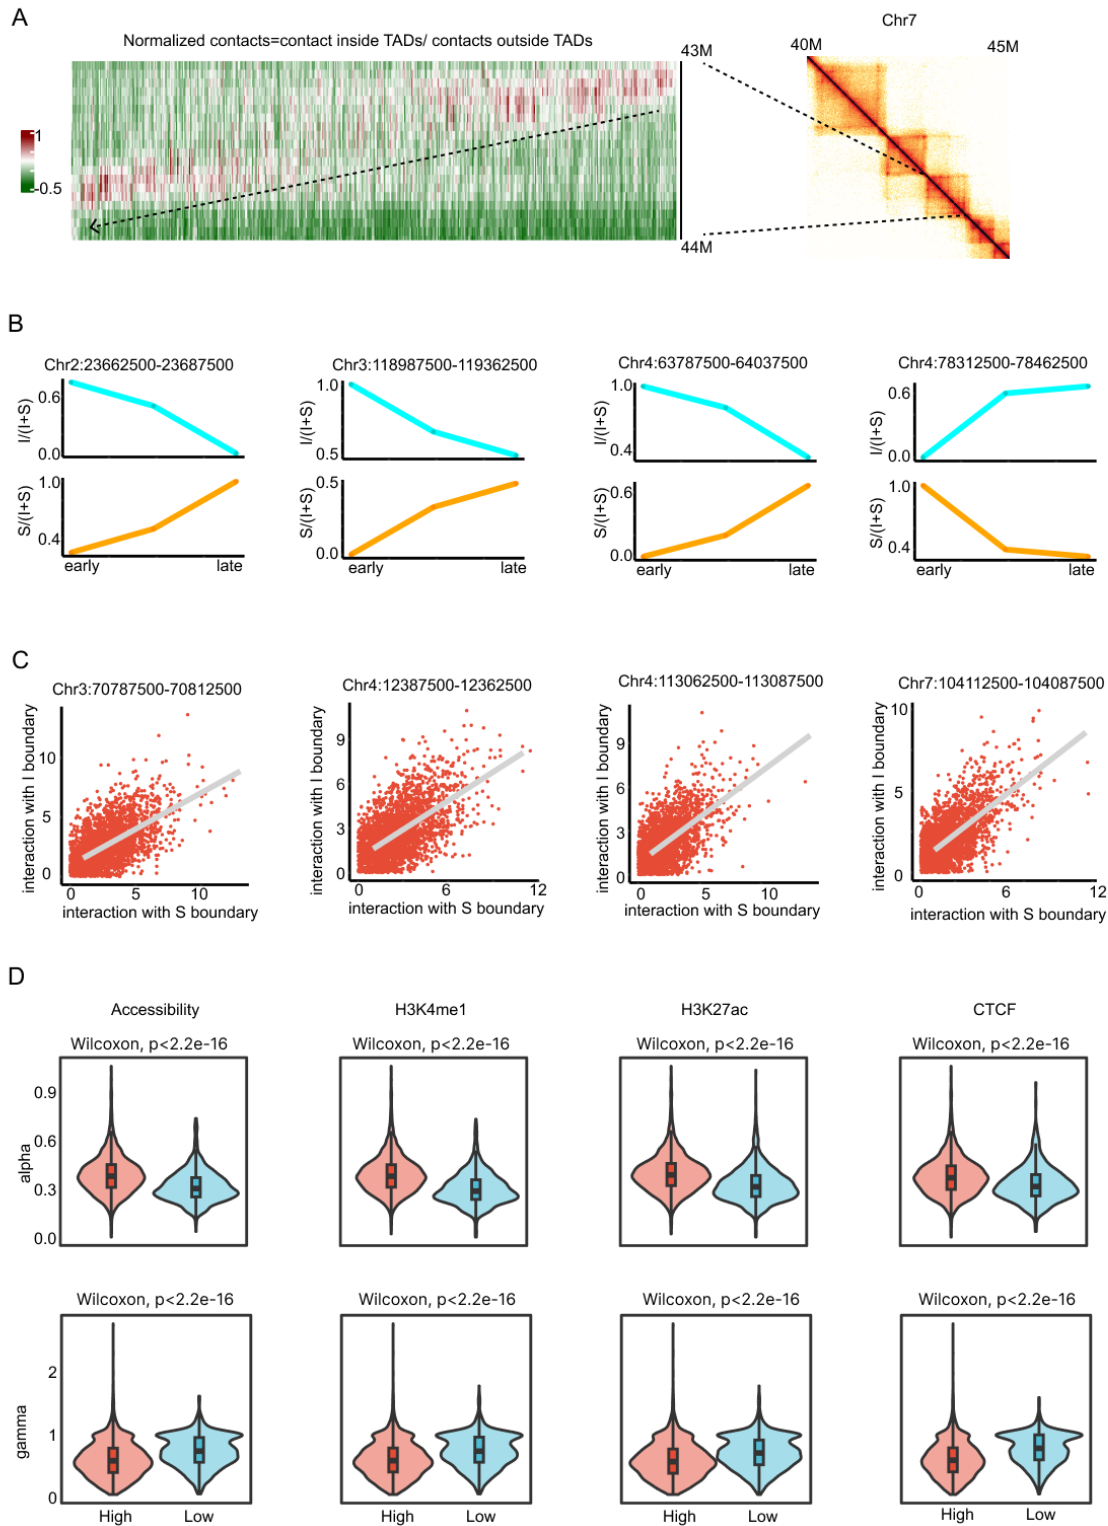 A
Chr7
Normalized contacts=contact inside TADs/ contacts outside TADs
43M
40M
45M
1
-0.5
44M
B
Chr2:23662500-23687500
Chr3:118987500-119362500
Chr4:63787500-64037500
Chr4:78312500-78462500
I/(I+S)
0.6
0.0
I/(I+S)
1.0
0.5
I/(I+S)
1.0
0.4
I/(I+S)
0.6
0.0
S/(I+S)
1.0
0.4
S/(I+S)
0.5
0.0
S/(I+S)
0.6
0.0
S/(I+S)
1.0
0.4
early late
early late
early late
early late
C
Chr3:70787500-70812500
Chr4:12387500-12362500
Chr4:113062500-113087500
Chr7:104112500-104087500
interaction with I boundary
10
5
0
interaction with I boundary
9
6
3
0
interaction with I boundary
9
6
3
0
interaction with I boundary
10
5
0
0 5 10
0 6 12
0 5 10
0 6 12
interaction with S boundary
interaction with S boundary
interaction with S boundary
interaction with S boundary
D
Accessibility
H3K4me1
H3K27ac
CTCF
Wilcoxon, p<2.2e-16
Wilcoxon, p<2.2e-16
Wilcoxon, p<2.2e-16
Wilcoxon, p<2.2e-16
alpha
0.9
0.6
0.3
0.0
Wilcoxon, p<2.2e-16
Wilcoxon, p<2.2e-16
Wilcoxon, p<2.2e-16
Wilcoxon, p<2.2e-16
gamma
2
1
0
High Low
High Low
High Low
High Low